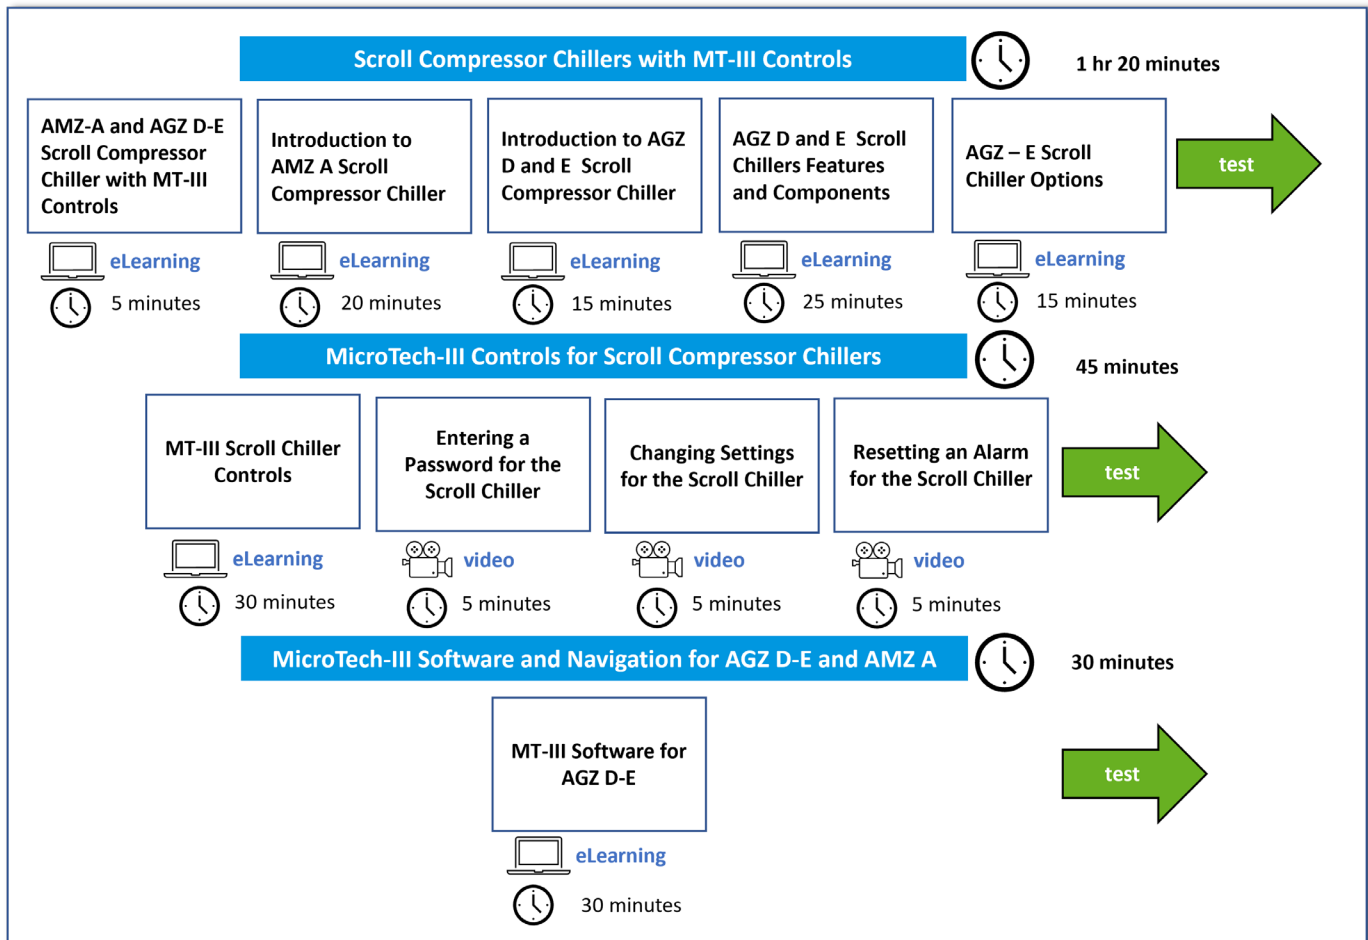 Scroll Compressor Chillers with MT-III Controls
1 hr 20 minutes
AMZ-A and AGZ D-E
Scroll Compressor
Chiller with MT-III
Controls
Introduction to
AMZ A Scroll
Compressor Chiller
Introduction to AGZ
D and E Scroll
Compressor Chiller
AGZ D and E Scroll
Chillers Features
and Components
AGZ – E Scroll
Chiller Options
test
eLearning
5 minutes
eLearning
20 minutes
eLearning
15 minutes
eLearning
25 minutes
eLearning
15 minutes
MicroTech-III Controls for Scroll Compressor Chillers
45 minutes
MT-III Scroll Chiller
Controls
Entering a
Password for the
Scroll Chiller
Changing Settings
for the Scroll Chiller
Resetting an Alarm
for the Scroll Chiller
test
eLearning
30 minutes
video
5 minutes
video
5 minutes
video
5 minutes
MicroTech-III Software and Navigation for AGZ D-E and AMZ A
30 minutes
MT-III Software for
AGZ D-E
test
eLearning
30 minutes